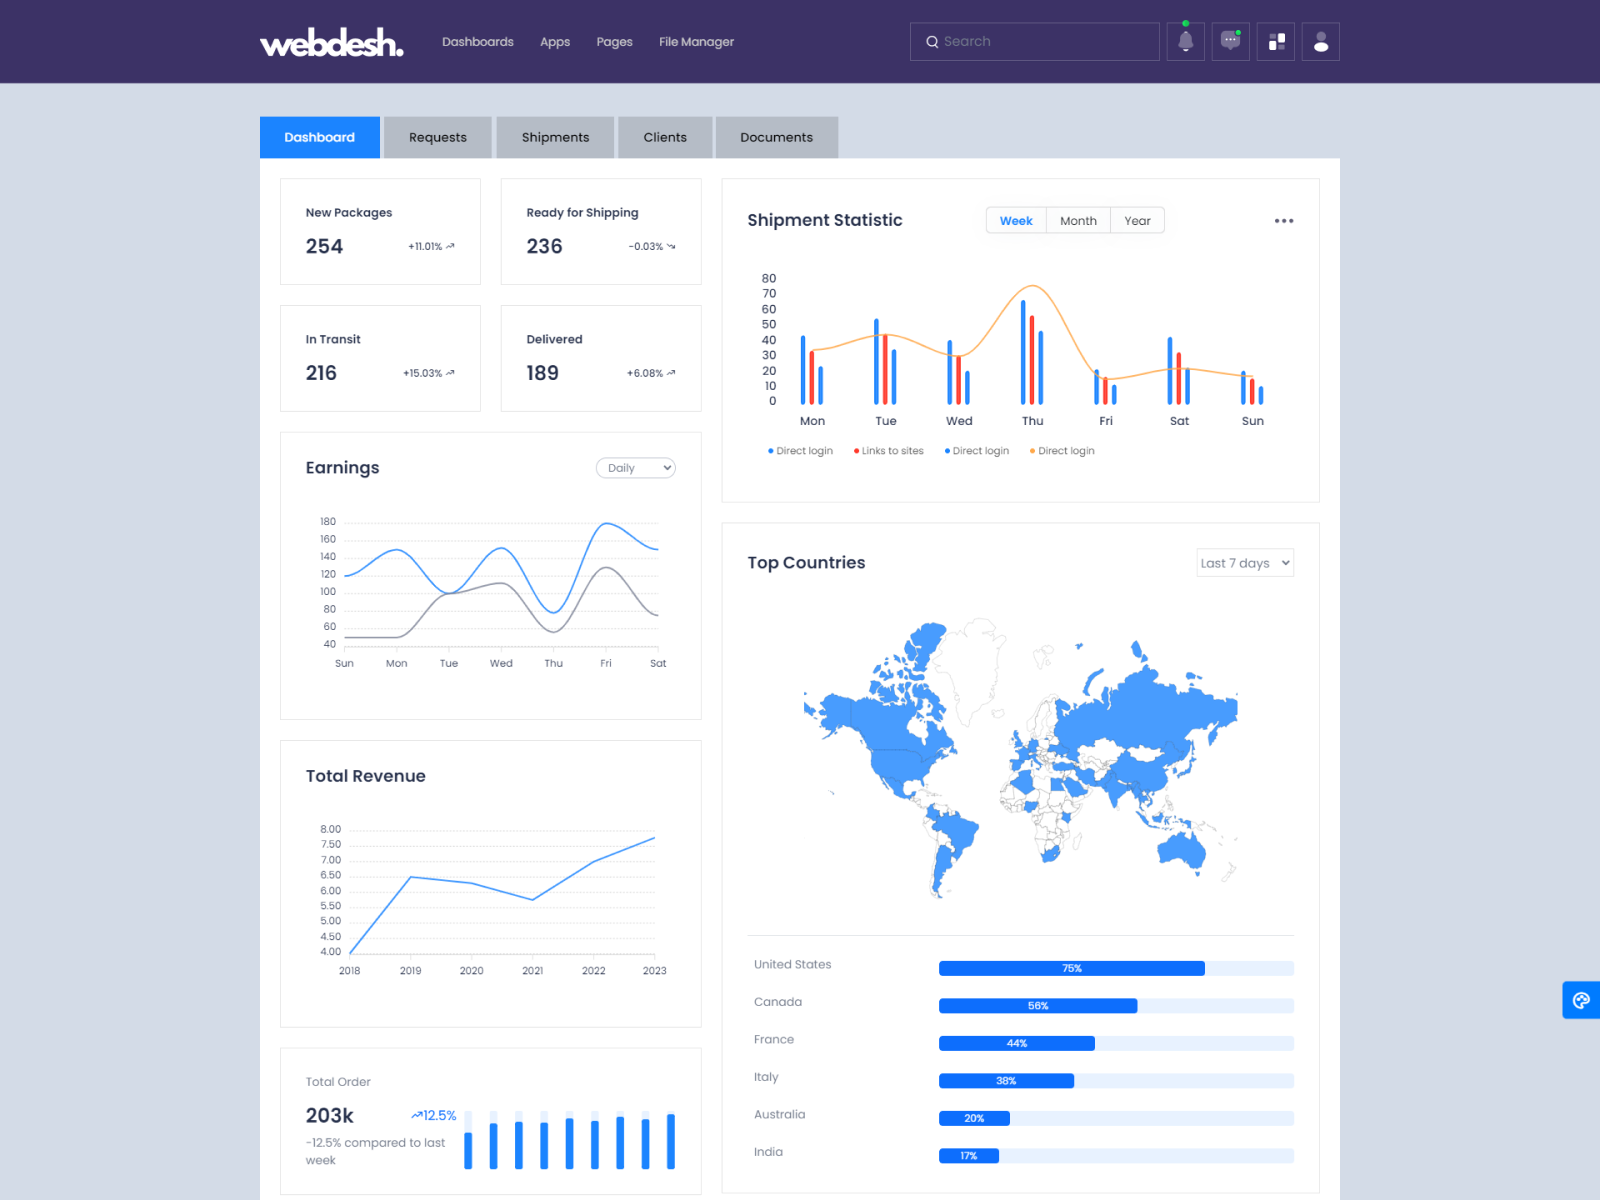 webdesh.
Dashboards Apps Pages File Manager
Search
Dashboard Requests Shipments Clients Documents
New Packages
254 +11.01%
Ready for Shipping
236 -0.03%
In Transit
216 +15.03%
Delivered
189 +6.08%
Earnings
Daily
180
160
140
120
100
80
60
40
Sun Mon Tue Wed Thu Fri Sat
Total Revenue
8.00
7.50
7.00
6.50
6.00
5.50
5.00
4.50
4.00
2018 2019 2020 2021 2022 2023
Total Order
203k 12.5%
-12.5% compared to last
week
Shipment Statistic
Week Month Year
80
70
60
50
40
30
20
10
0
Mon Tue Wed Thu Fri Sat Sun
Direct login Links to sites Direct login Direct login
Top Countries
Last 7 days
United States 75%
Canada 56%
France 44%
Italy 38%
Australia 20%
India 17%